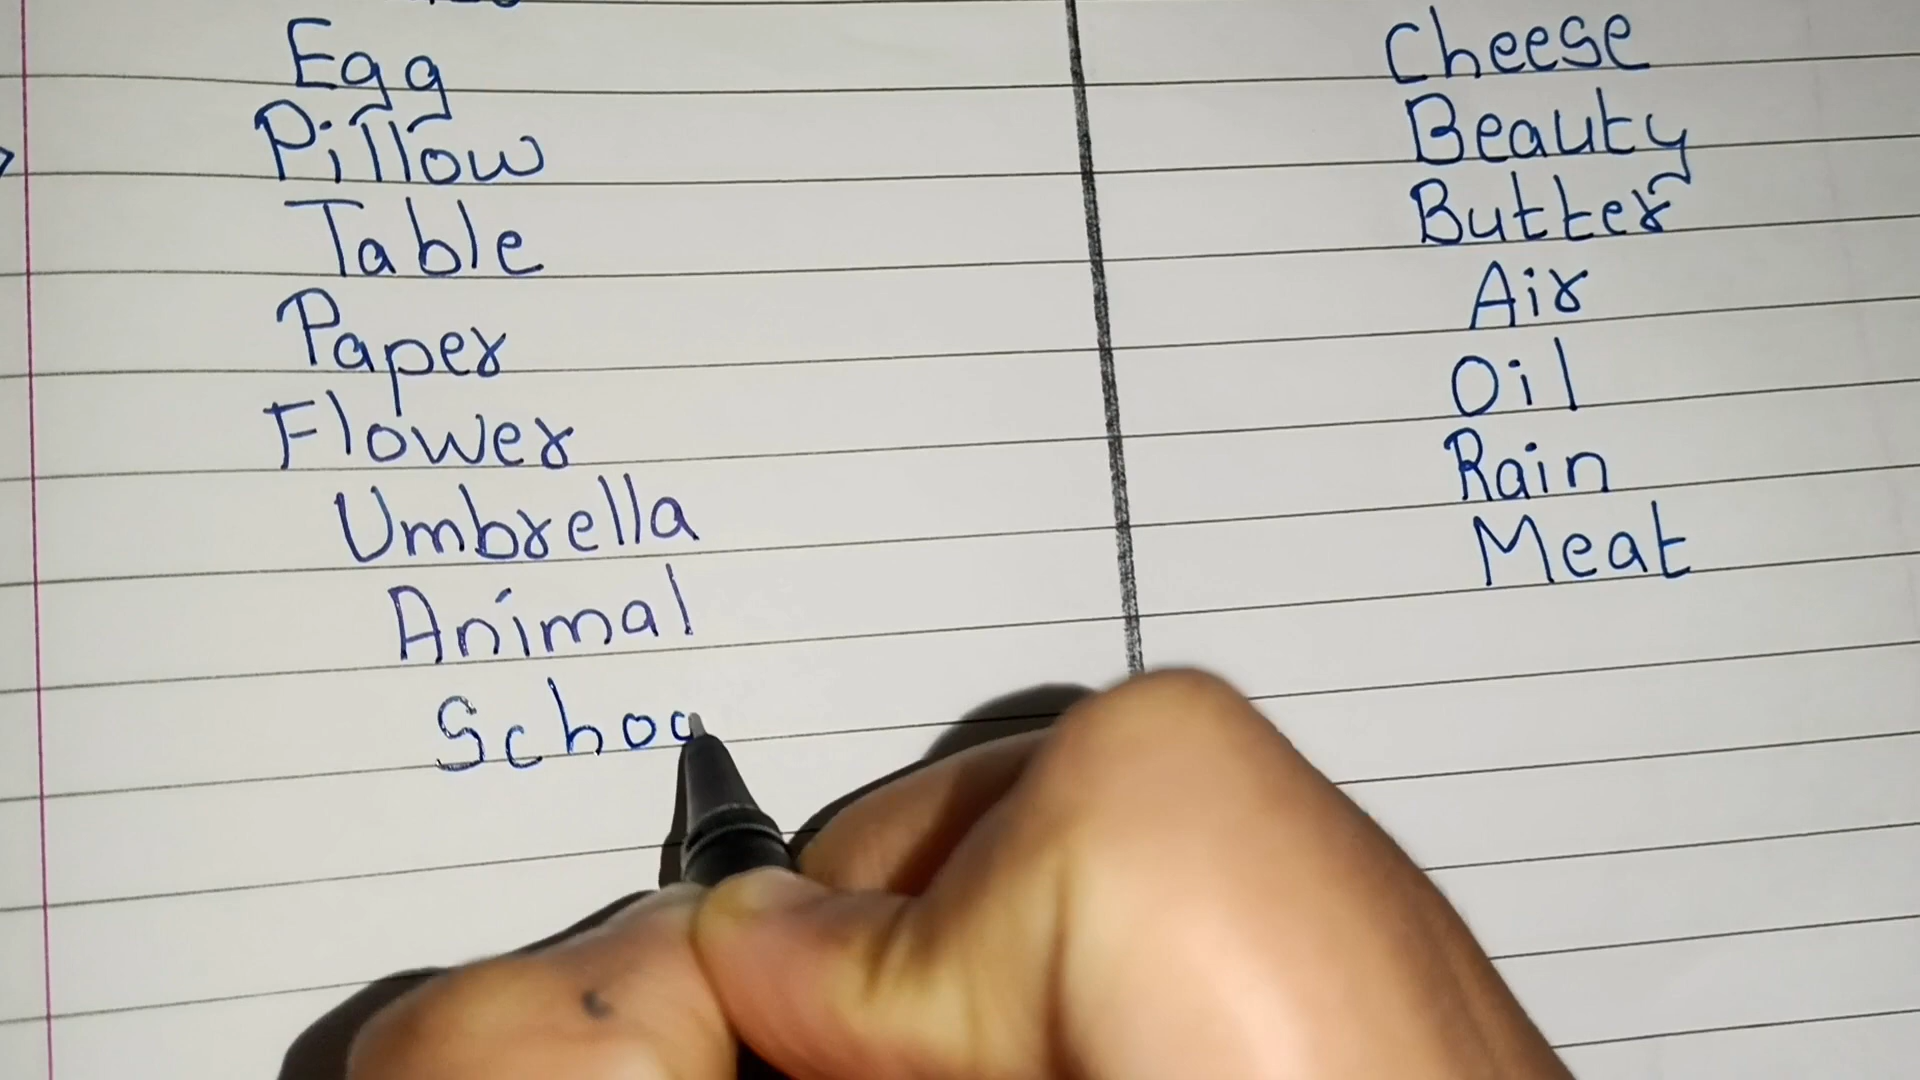 Egg
Pillow
Table
Paper
Flower
Umbrella
Animal
Schoo
Cheese
Beauty
Butter
Air
Oil
Rain
Meat